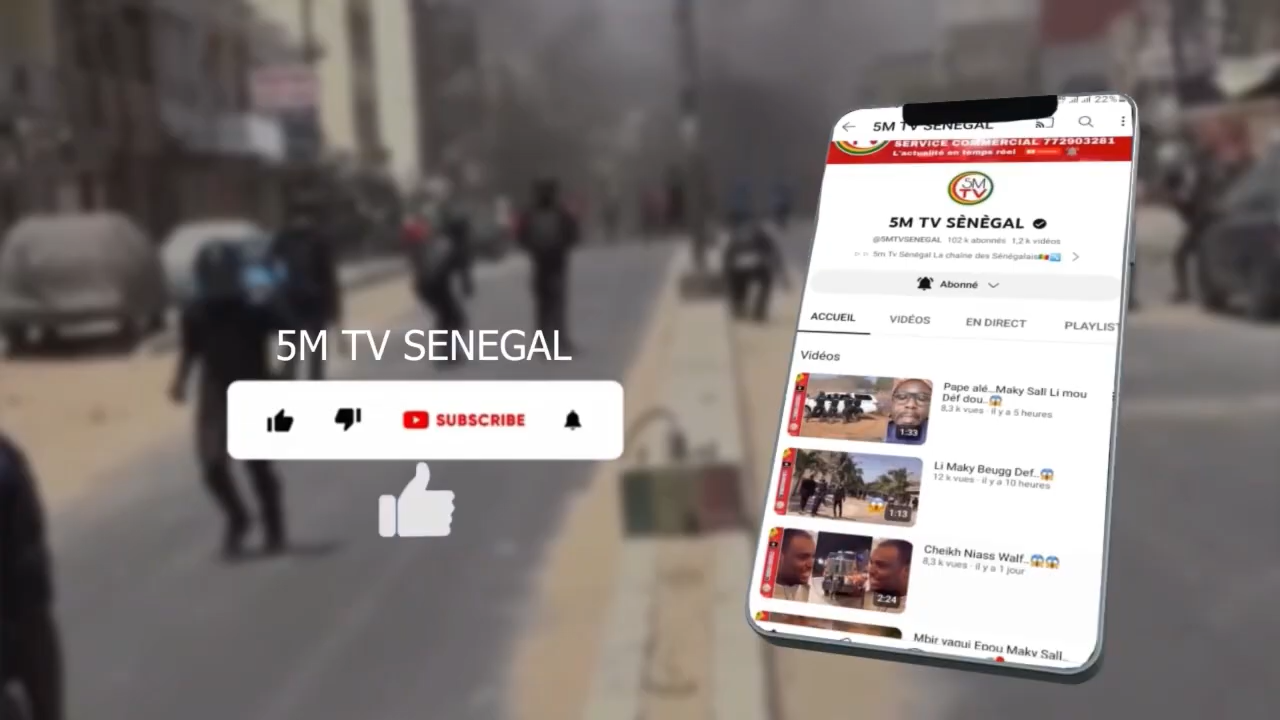 5M TV SENEGAL
SUBSCRIBE
22%
5M TV SENEGAL
SERVICE COMMERCIAL 772903281
L'actualité en temps réel
5M
TV
5M TV SÈNÈGAL
@5MTVSENEGAL 102 k abonnés 1,2 k vidéos
5m Tv Sénégal La chaîne des Sénégalais
Abonné
ACCUEIL VIDÉOS EN DIRECT PLAYLIST
Vidéos
Pape alé...Maky Sall Li mou
Déf dou..
8,3 k vues · il y a 5 heures
1:33
Li Maky Beugg Def..
12 k vues · il y a 10 heures
1:13
Cheikh Niass Walf..
8,3 k vues · il y a 1 jour
2:24
Mbir yagui Epou Maky Sall..